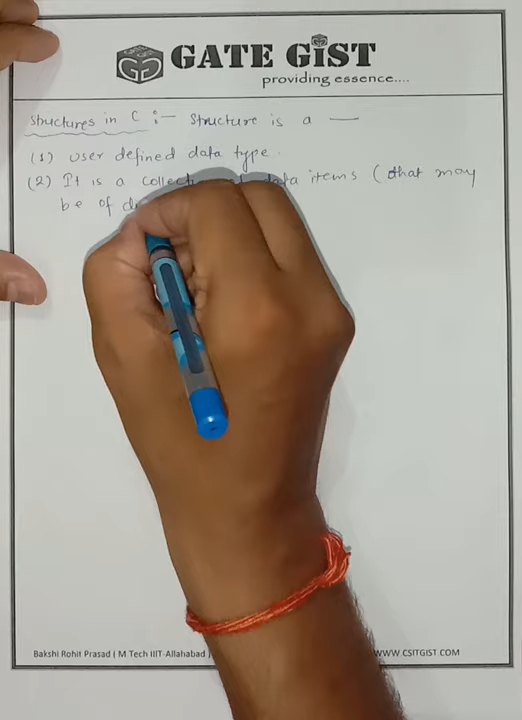 GATE GIST
providing essence....
Structures in C :- Structure is a —
(1) User defined data type.
(2) It is a data items (that may
be of
Bakshi Rohit Prasad ( M Tech IIIT-Allahabad )
WWW.CSITGIST.COM